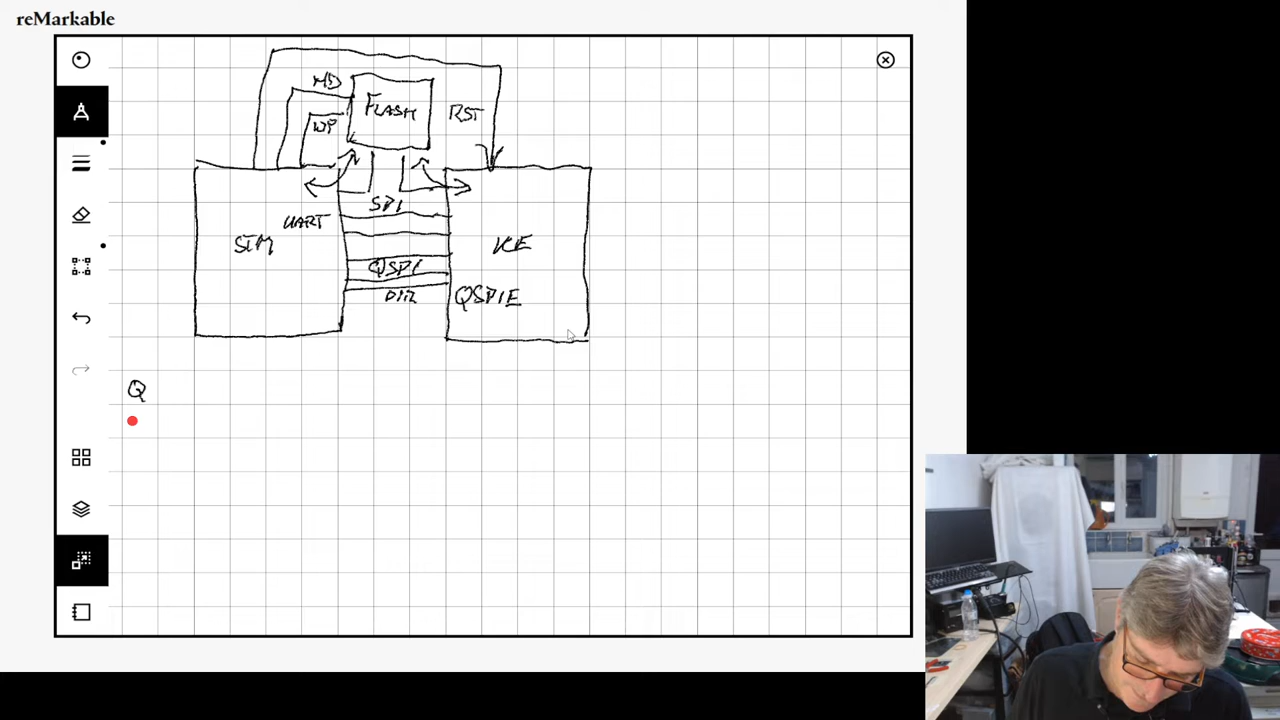 reMarkable
HD
FLASH
RST
WP
SPI
UART
STM
ICE
QSPI
DIR
QSPIE
Q